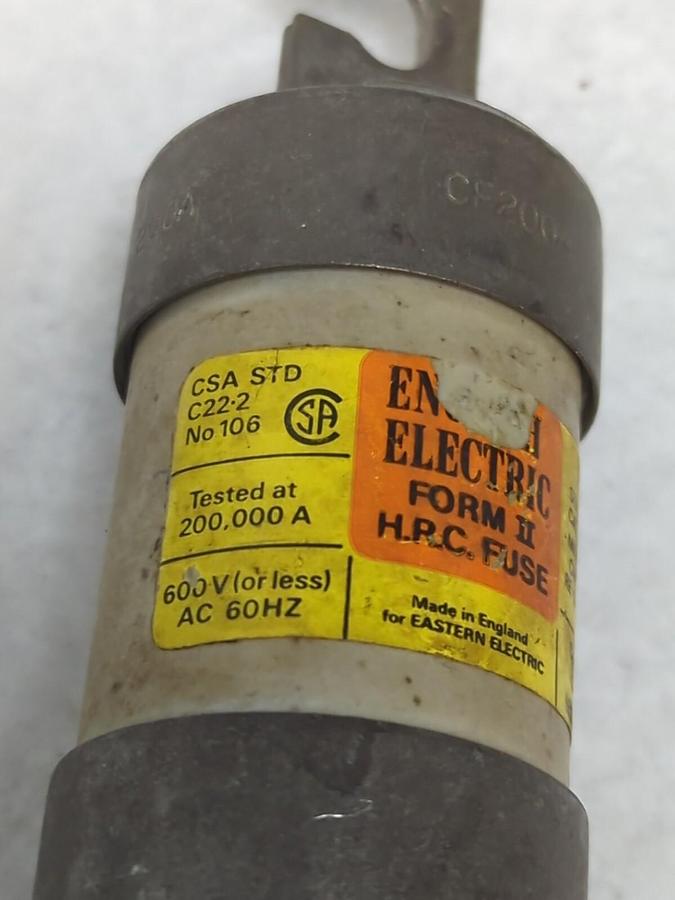 CF200
CSA STD
C22·2
No 106
SA
Tested at
200,000 A
600 V (or less)
AC 60HZ
ELECTRIC
FORM II
H.R.C. FUSE
Made in England
for EASTERN ELECTRIC